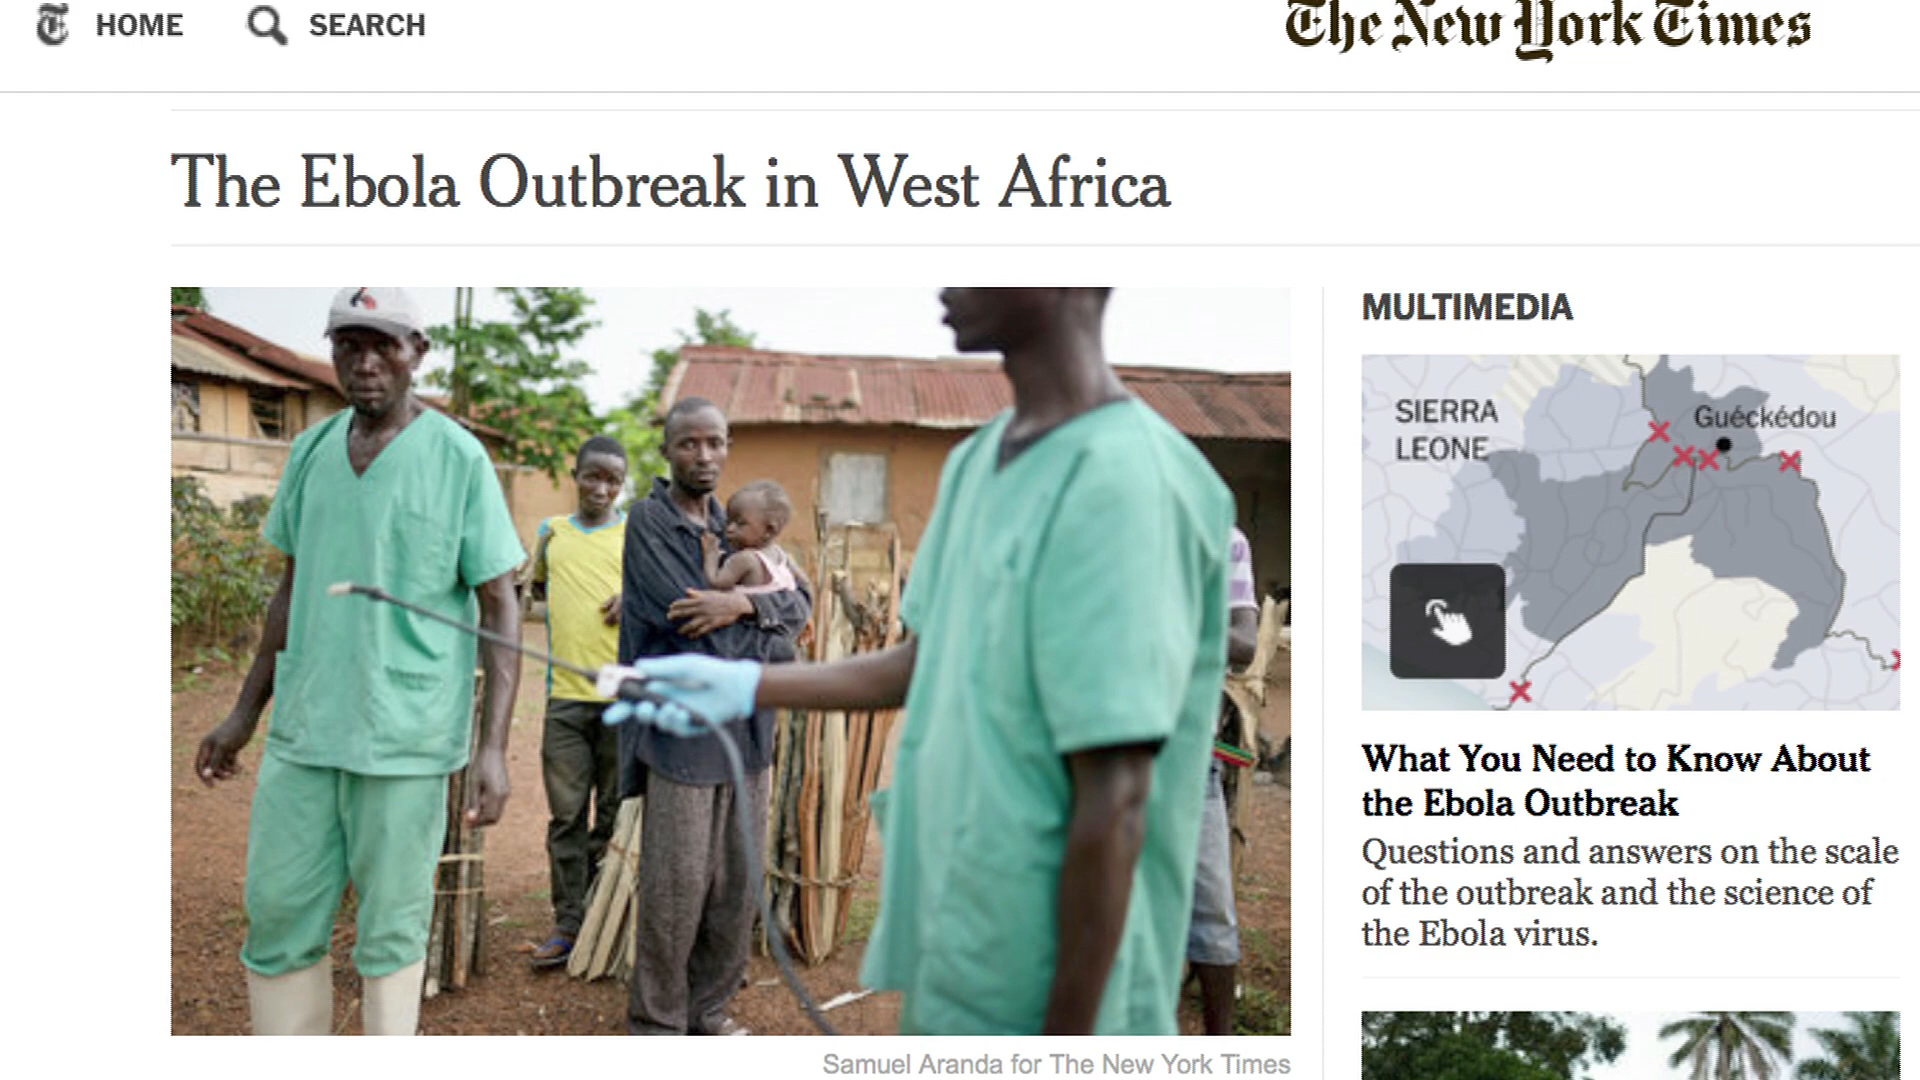 HOME
SEARCH
The New York Times
The Ebola Outbreak in West Africa
MULTIMEDIA
SIERRA
LEONE
Guéckédou
What You Need to Know About
the Ebola Outbreak
Questions and answers on the scale
of the outbreak and the science of
the Ebola virus.
Samuel Aranda for The New York Times